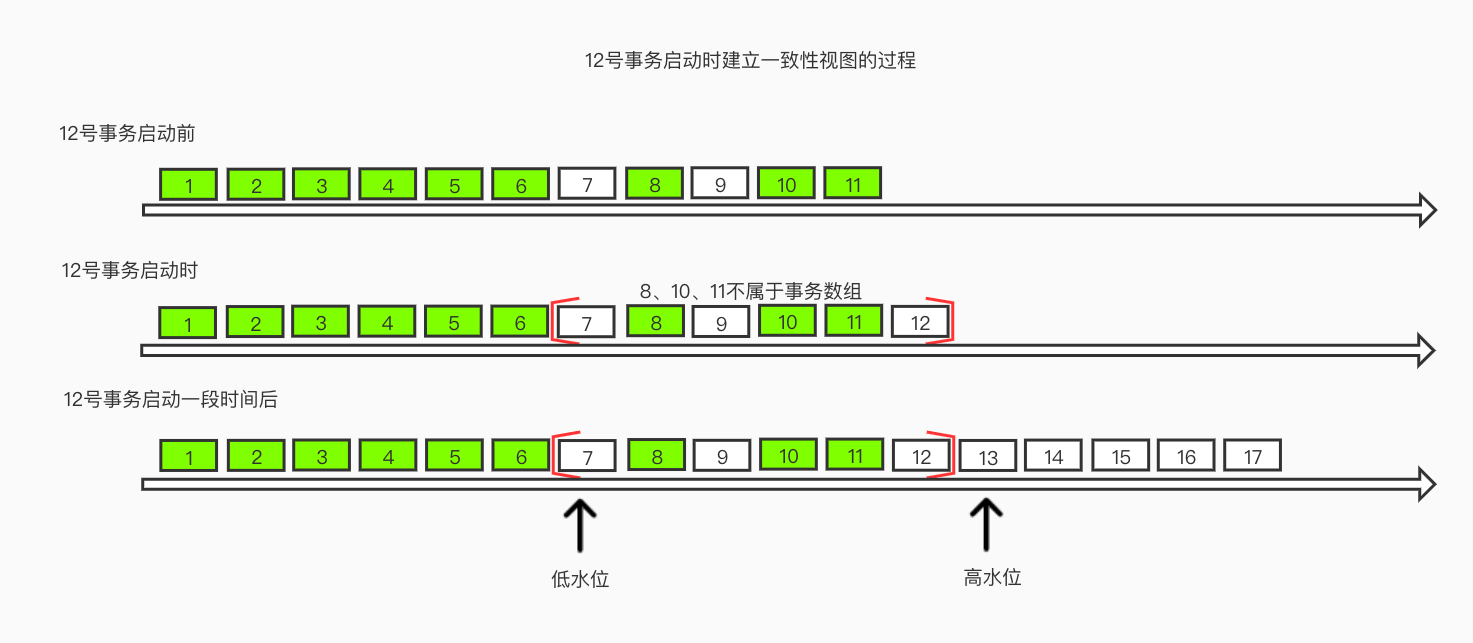 12号事务启动时建立一致性视图的过程
12号事务启动前
1 2 3 4 5 6 7 8 9 10 11
12号事务启动时
8、10、11不属于事务数组
1 2 3 4 5 6 7 8 9 10 11 12
12号事务启动一段时间后
1 2 3 4 5 6 7 8 9 10 11 12 13 14 15 16 17
低水位 高水位